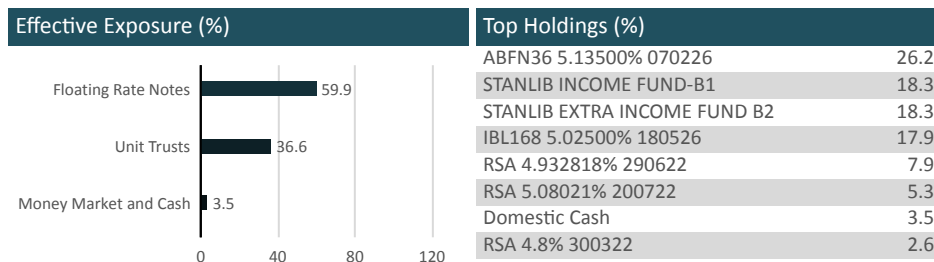 Effective Exposure (%)
Floating Rate Notes 59.9
Unit Trusts 36.6
Money Market and Cash 3.5
0 40 80 120
Top Holdings (%)
ABFN36 5.13500% 070226 26.2
STANLIB INCOME FUND-B1 18.3
STANLIB EXTRA INCOME FUND B2 18.3
IBL168 5.02500% 180526 17.9
RSA 4.932818% 290622 7.9
RSA 5.08021% 200722 5.3
Domestic Cash 3.5
RSA 4.8% 300322 2.6